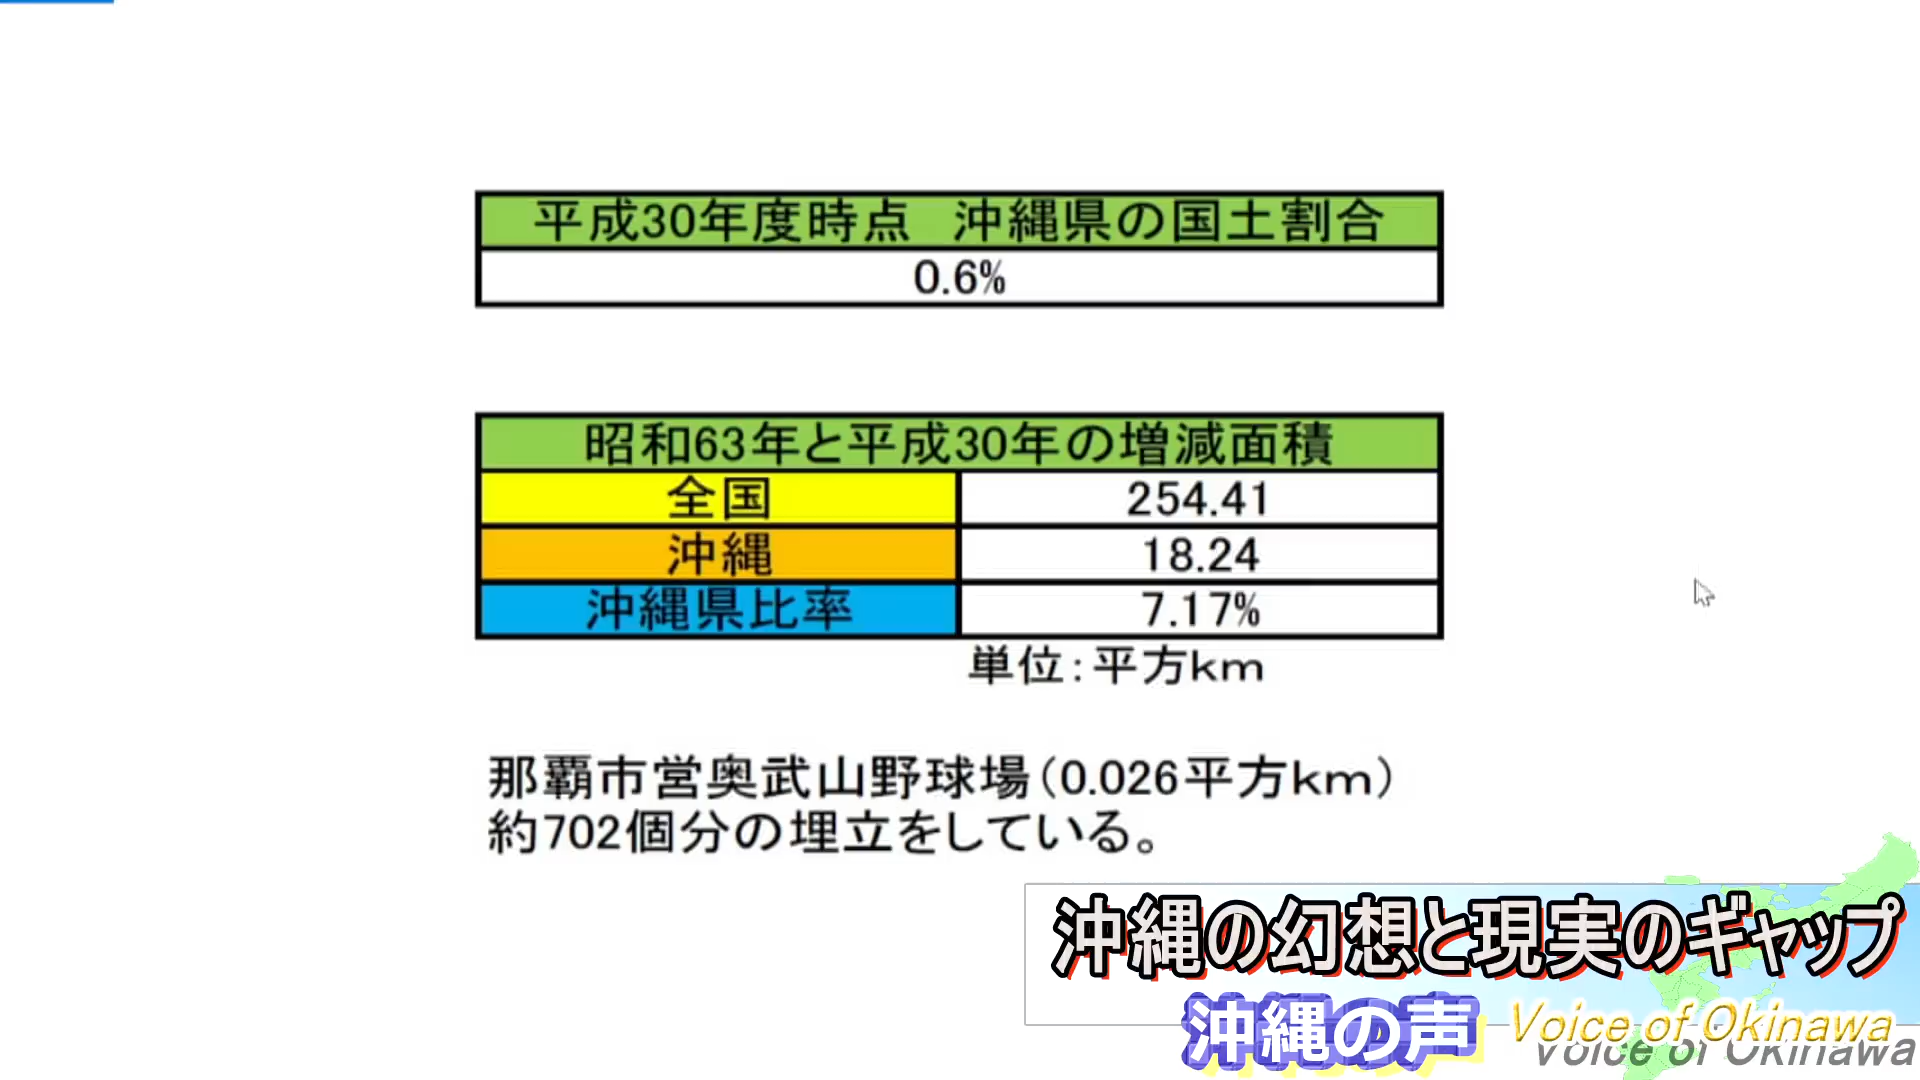 平成30年度時点　沖縄県の国土割合
0.6%
昭和63年と平成30年の増減面積
全国 254.41
沖縄 18.24
沖縄県比率 7.17%
単位:平方km
那覇市営奥武山野球場(0.026平方km)
約702個分の埋立をしている。
沖縄の幻想と現実のギャップ
沖縄の声 Voice of Okinawa
Voice of Okinawa